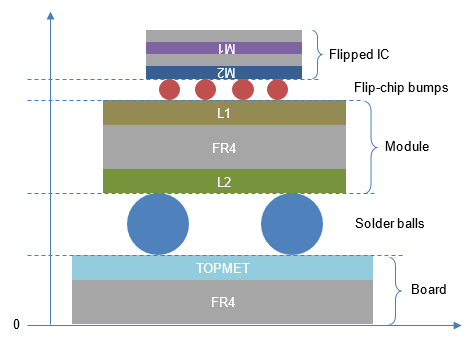 M1
Flipped IC
M2
Flip-chip bumps
L1
FR4
Module
L2
Solder balls
TOPMET
Board
FR4
0